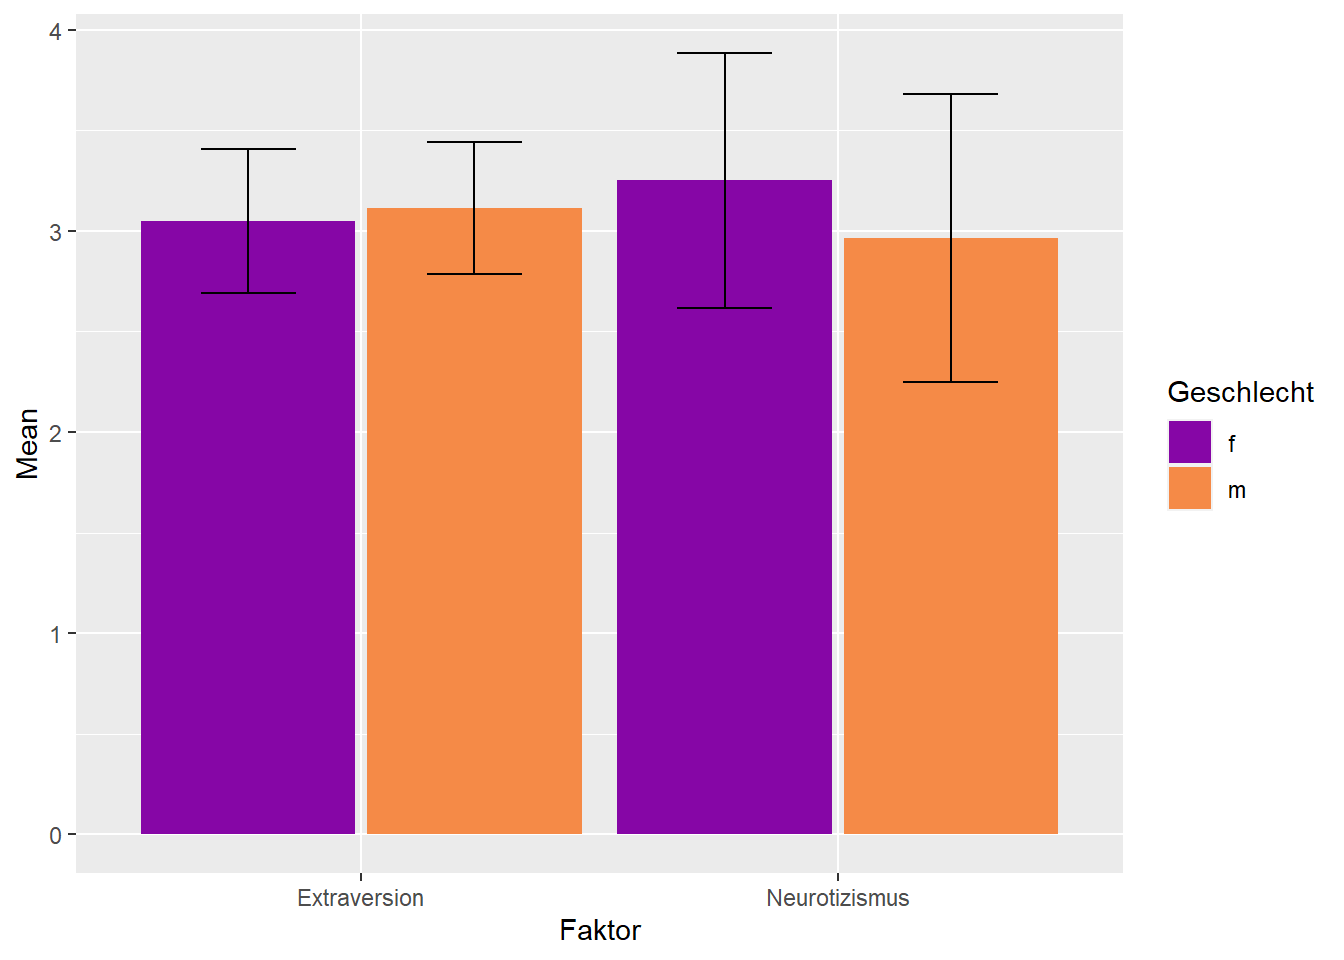 4
3
2
1
0
Mean
Extraversion
Neurotizismus
Faktor
Geschlecht
f
m